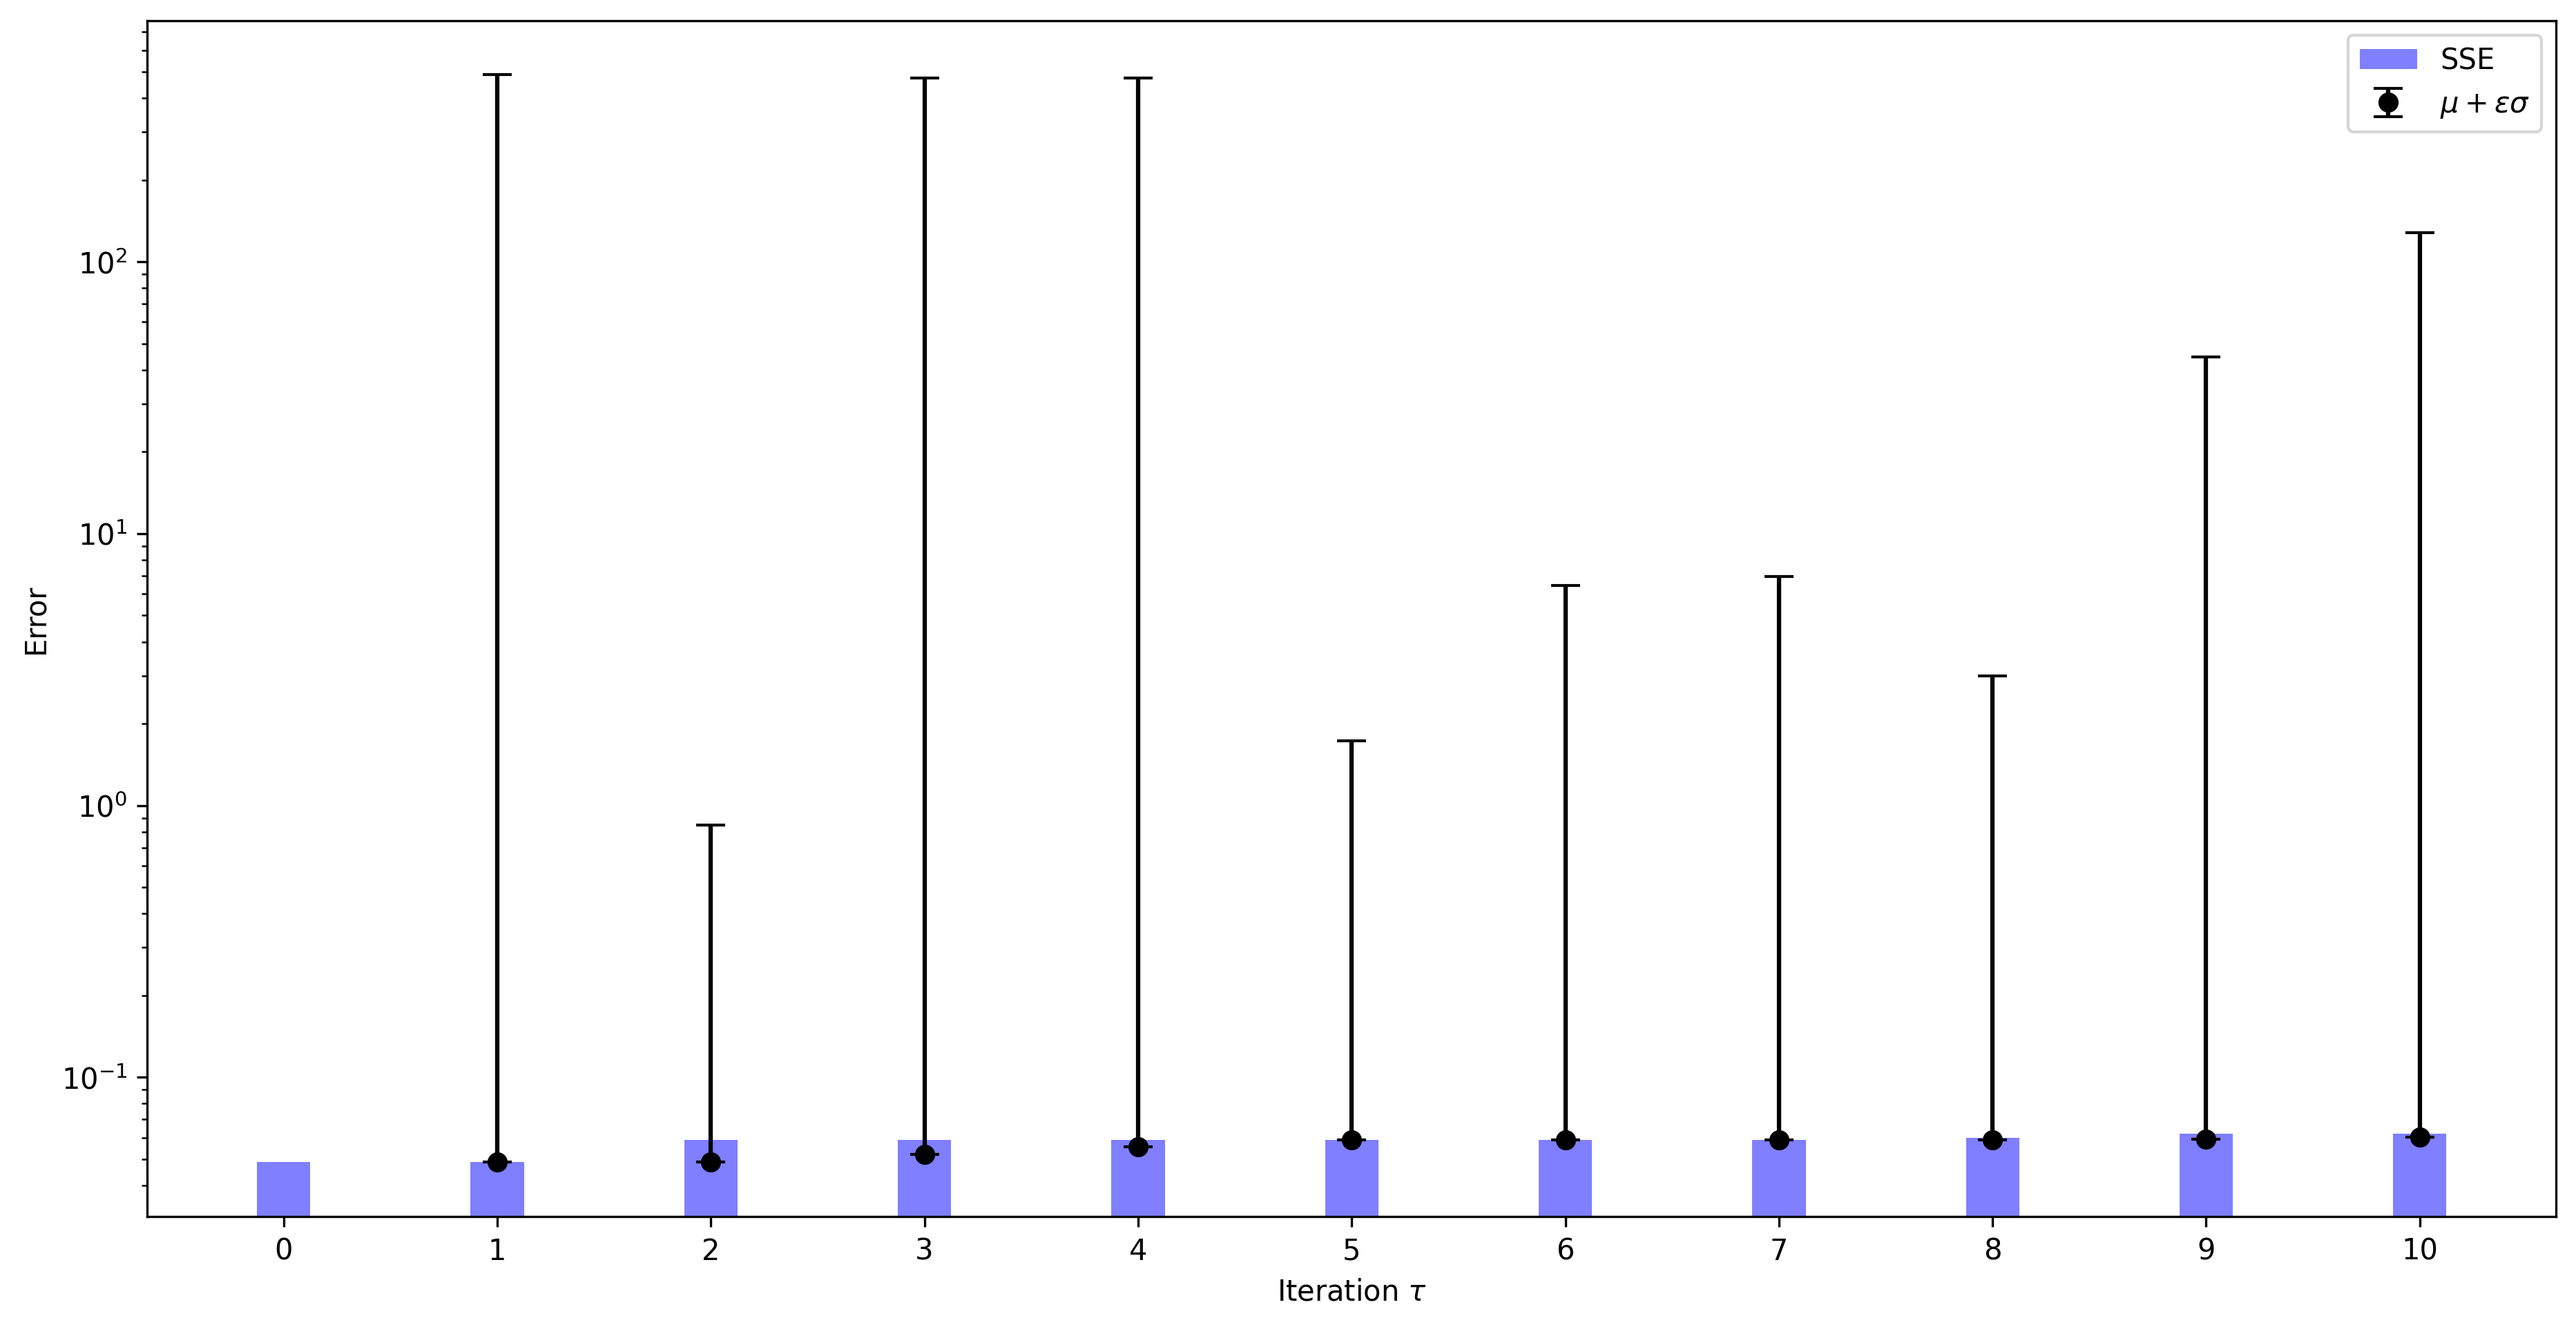 SSE
μ + εσ
10²
10¹
10⁰
10⁻¹
Error
0 1 2 3 4 5 6 7 8 9 10
Iteration τ